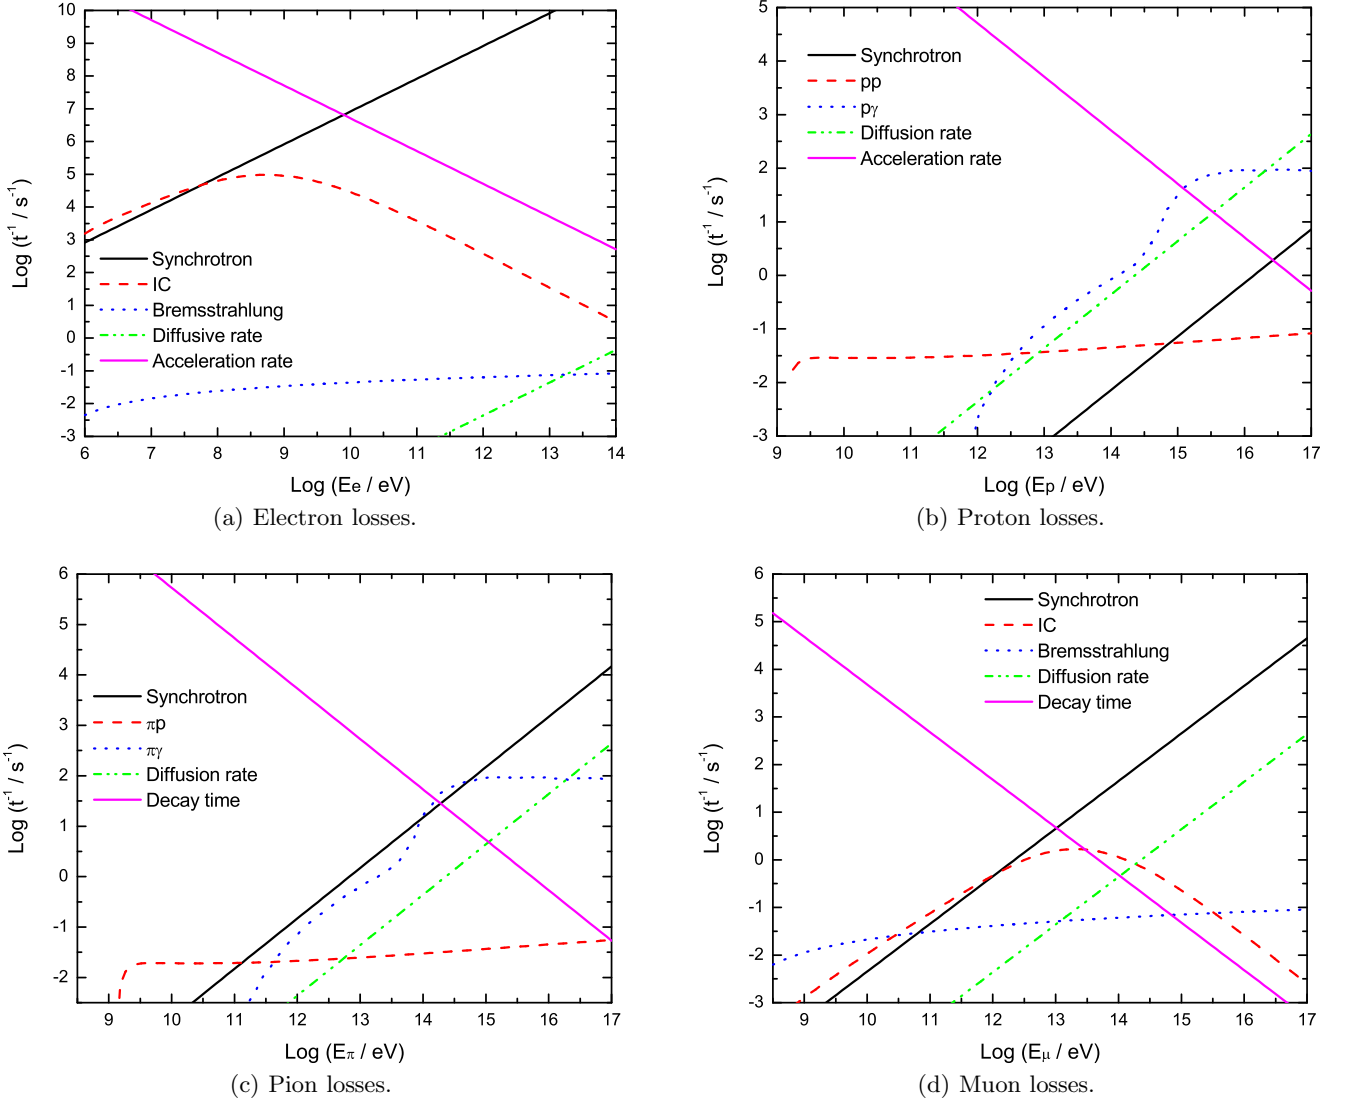 10
9
8
7
6
5
4
3
2
1
0
-1
-2
-3
Log (t⁻¹ / s⁻¹)
Synchrotron
IC
Bremsstrahlung
Diffusive rate
Acceleration rate
6 7 8 9 10 11 12 13 14
Log (Ee / eV)
(a) Electron losses.
5
4
3
2
1
0
-1
-2
-3
Log (t⁻¹ / s⁻¹)
Synchrotron
pp
pγ
Diffusion rate
Acceleration rate
9 10 11 12 13 14 15 16 17
Log (Ep / eV)
(b) Proton losses.
6
5
4
3
2
1
0
-1
-2
Log (t⁻¹ / s⁻¹)
Synchrotron
πp
πγ
Diffusion rate
Decay time
9 10 11 12 13 14 15 16 17
Log (Eπ / eV)
(c) Pion losses.
6
5
4
3
2
1
0
-1
-2
-3
Log (t⁻¹ / s⁻¹)
Synchrotron
IC
Bremsstrahlung
Diffusion rate
Decay time
9 10 11 12 13 14 15 16 17
Log (Eμ / eV)
(d) Muon losses.